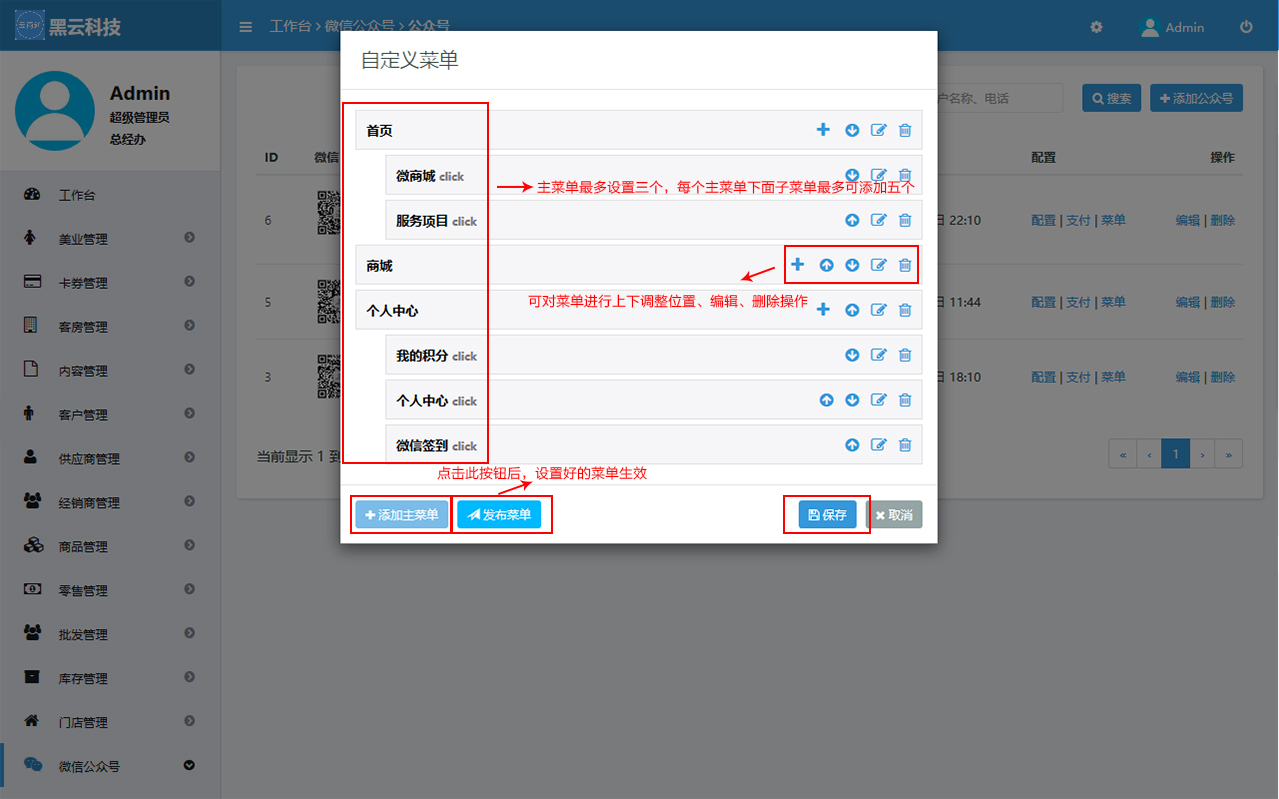 黑云科技
工作台 > 微信公众号 > 公众号
Admin
Admin
超级管理员
总经办
工作台
美业管理
卡券管理
客房管理
内容管理
客户管理
供应商管理
经销商管理
商品管理
零售管理
批发管理
库存管理
门店管理
微信公众号
户名称、电话
搜索
添加公众号
ID 微信 配置 操作
6 日 22:10 配置 | 支付 | 菜单 编辑 | 删除
5 日 11:44 配置 | 支付 | 菜单 编辑 | 删除
3 日 18:10 配置 | 支付 | 菜单 编辑 | 删除
当前显示 1 到
« ‹ 1 › »
自定义菜单
首页
微商城 click
主菜单最多设置三个，每个主菜单下面子菜单最多可添加五个
服务项目 click
商城
可对菜单进行上下调整位置、编辑、删除操作
个人中心
我的积分 click
个人中心 click
微信签到 click
点击此按钮后，设置好的菜单生效
添加主菜单 发布菜单 保存 取消